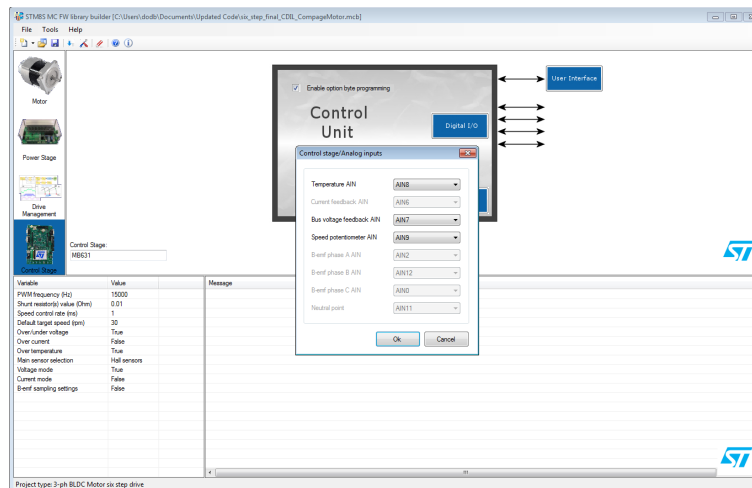 STMBS MC FW library builder [C:\Users\dodb\Documents\Updated Code\six_step_final_CDIL_CompageMotor.mcb]
File Tools Help
Motor
Power Stage
Drive
Management
Control Stage
Control Stage:
MB631
Enable option byte programming
Control
Unit
Digital I/O
User Interface
Control stage/Analog inputs
Temperature AIN AIN8
Current feedback AIN AIN6
Bus voltage feedback AIN AIN7
Speed potentiometer AIN AIN9
B-emf phase A AIN AIN2
B-emf phase B AIN AIN12
B-emf phase C AIN AIN0
Neutral point AIN11
Ok Cancel
Variable Value Message
PWM frequency (Hz) 15000
Shunt resistor(s) value (Ohm) 0.01
Speed control rate (ms) 1
Default target speed (rpm) 30
Over/under voltage True
Over current False
Over temperature True
Main sensor selection Hall sensors
Voltage mode True
Current mode False
B-emf sampling settings False
Project type: 3-ph BLDC Motor six step drive